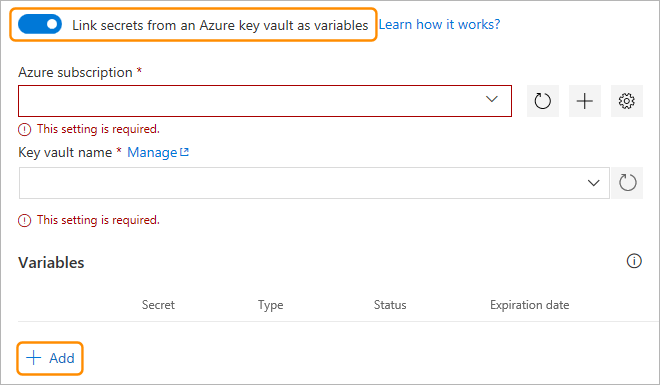 Link secrets from an Azure key vault as variables Learn how it works?
Azure subscription *
This setting is required.
Key vault name * Manage
This setting is required.
Variables
Secret Type Status Expiration date
Add